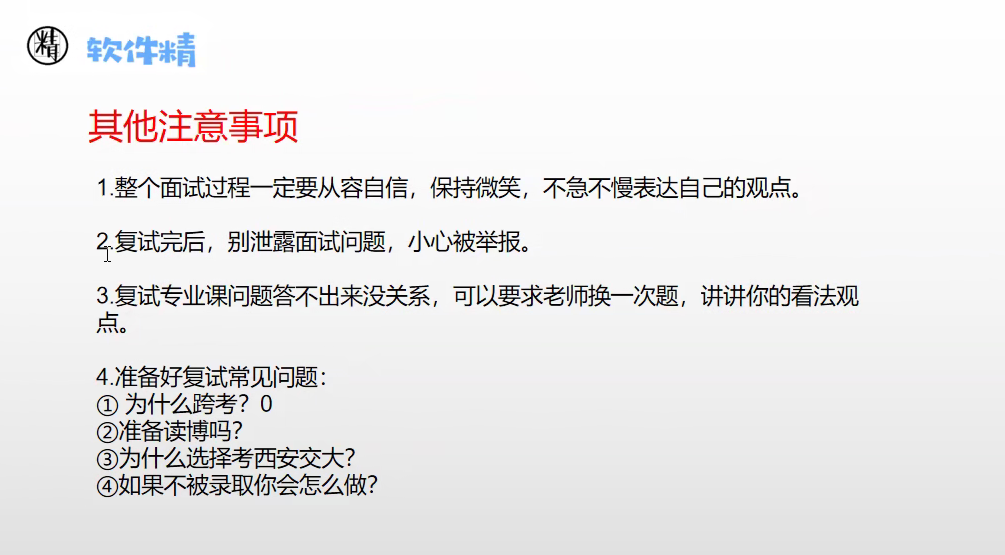 精 软件精
其他注意事项
1.整个面试过程一定要从容自信，保持微笑，不急不慢表达自己的观点。
2.复试完后，别泄露面试问题，小心被举报。
3.复试专业课问题答不出来没关系，可以要求老师换一次题，讲讲你的看法观
点。
4.准备好复试常见问题：
① 为什么跨考？0
②准备读博吗？
③为什么选择考西安交大？
④如果不被录取你会怎么做？